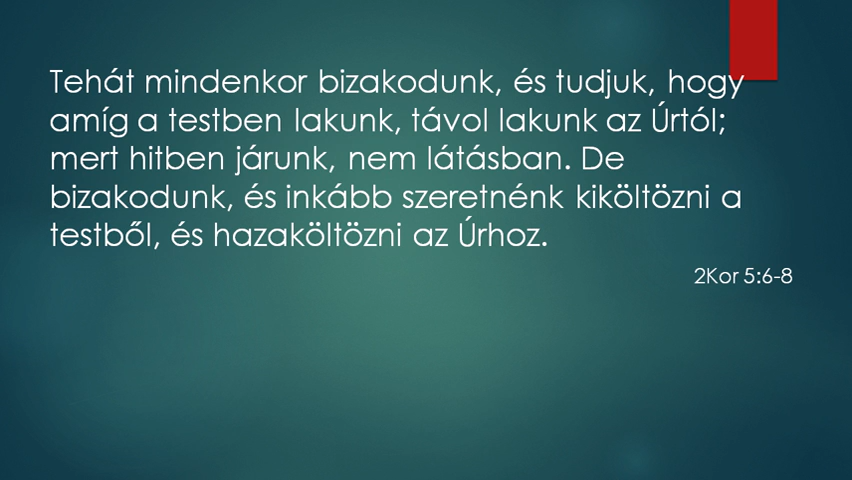 Tehát mindenkor bizakodunk, és tudjuk, hogy
amíg a testben lakunk, távol lakunk az Úrtól;
mert hitben járunk, nem látásban. De
bizakodunk, és inkább szeretnénk kiköltözni a
testből, és hazaköltözni az Úrhoz.
2Kor 5:6-8